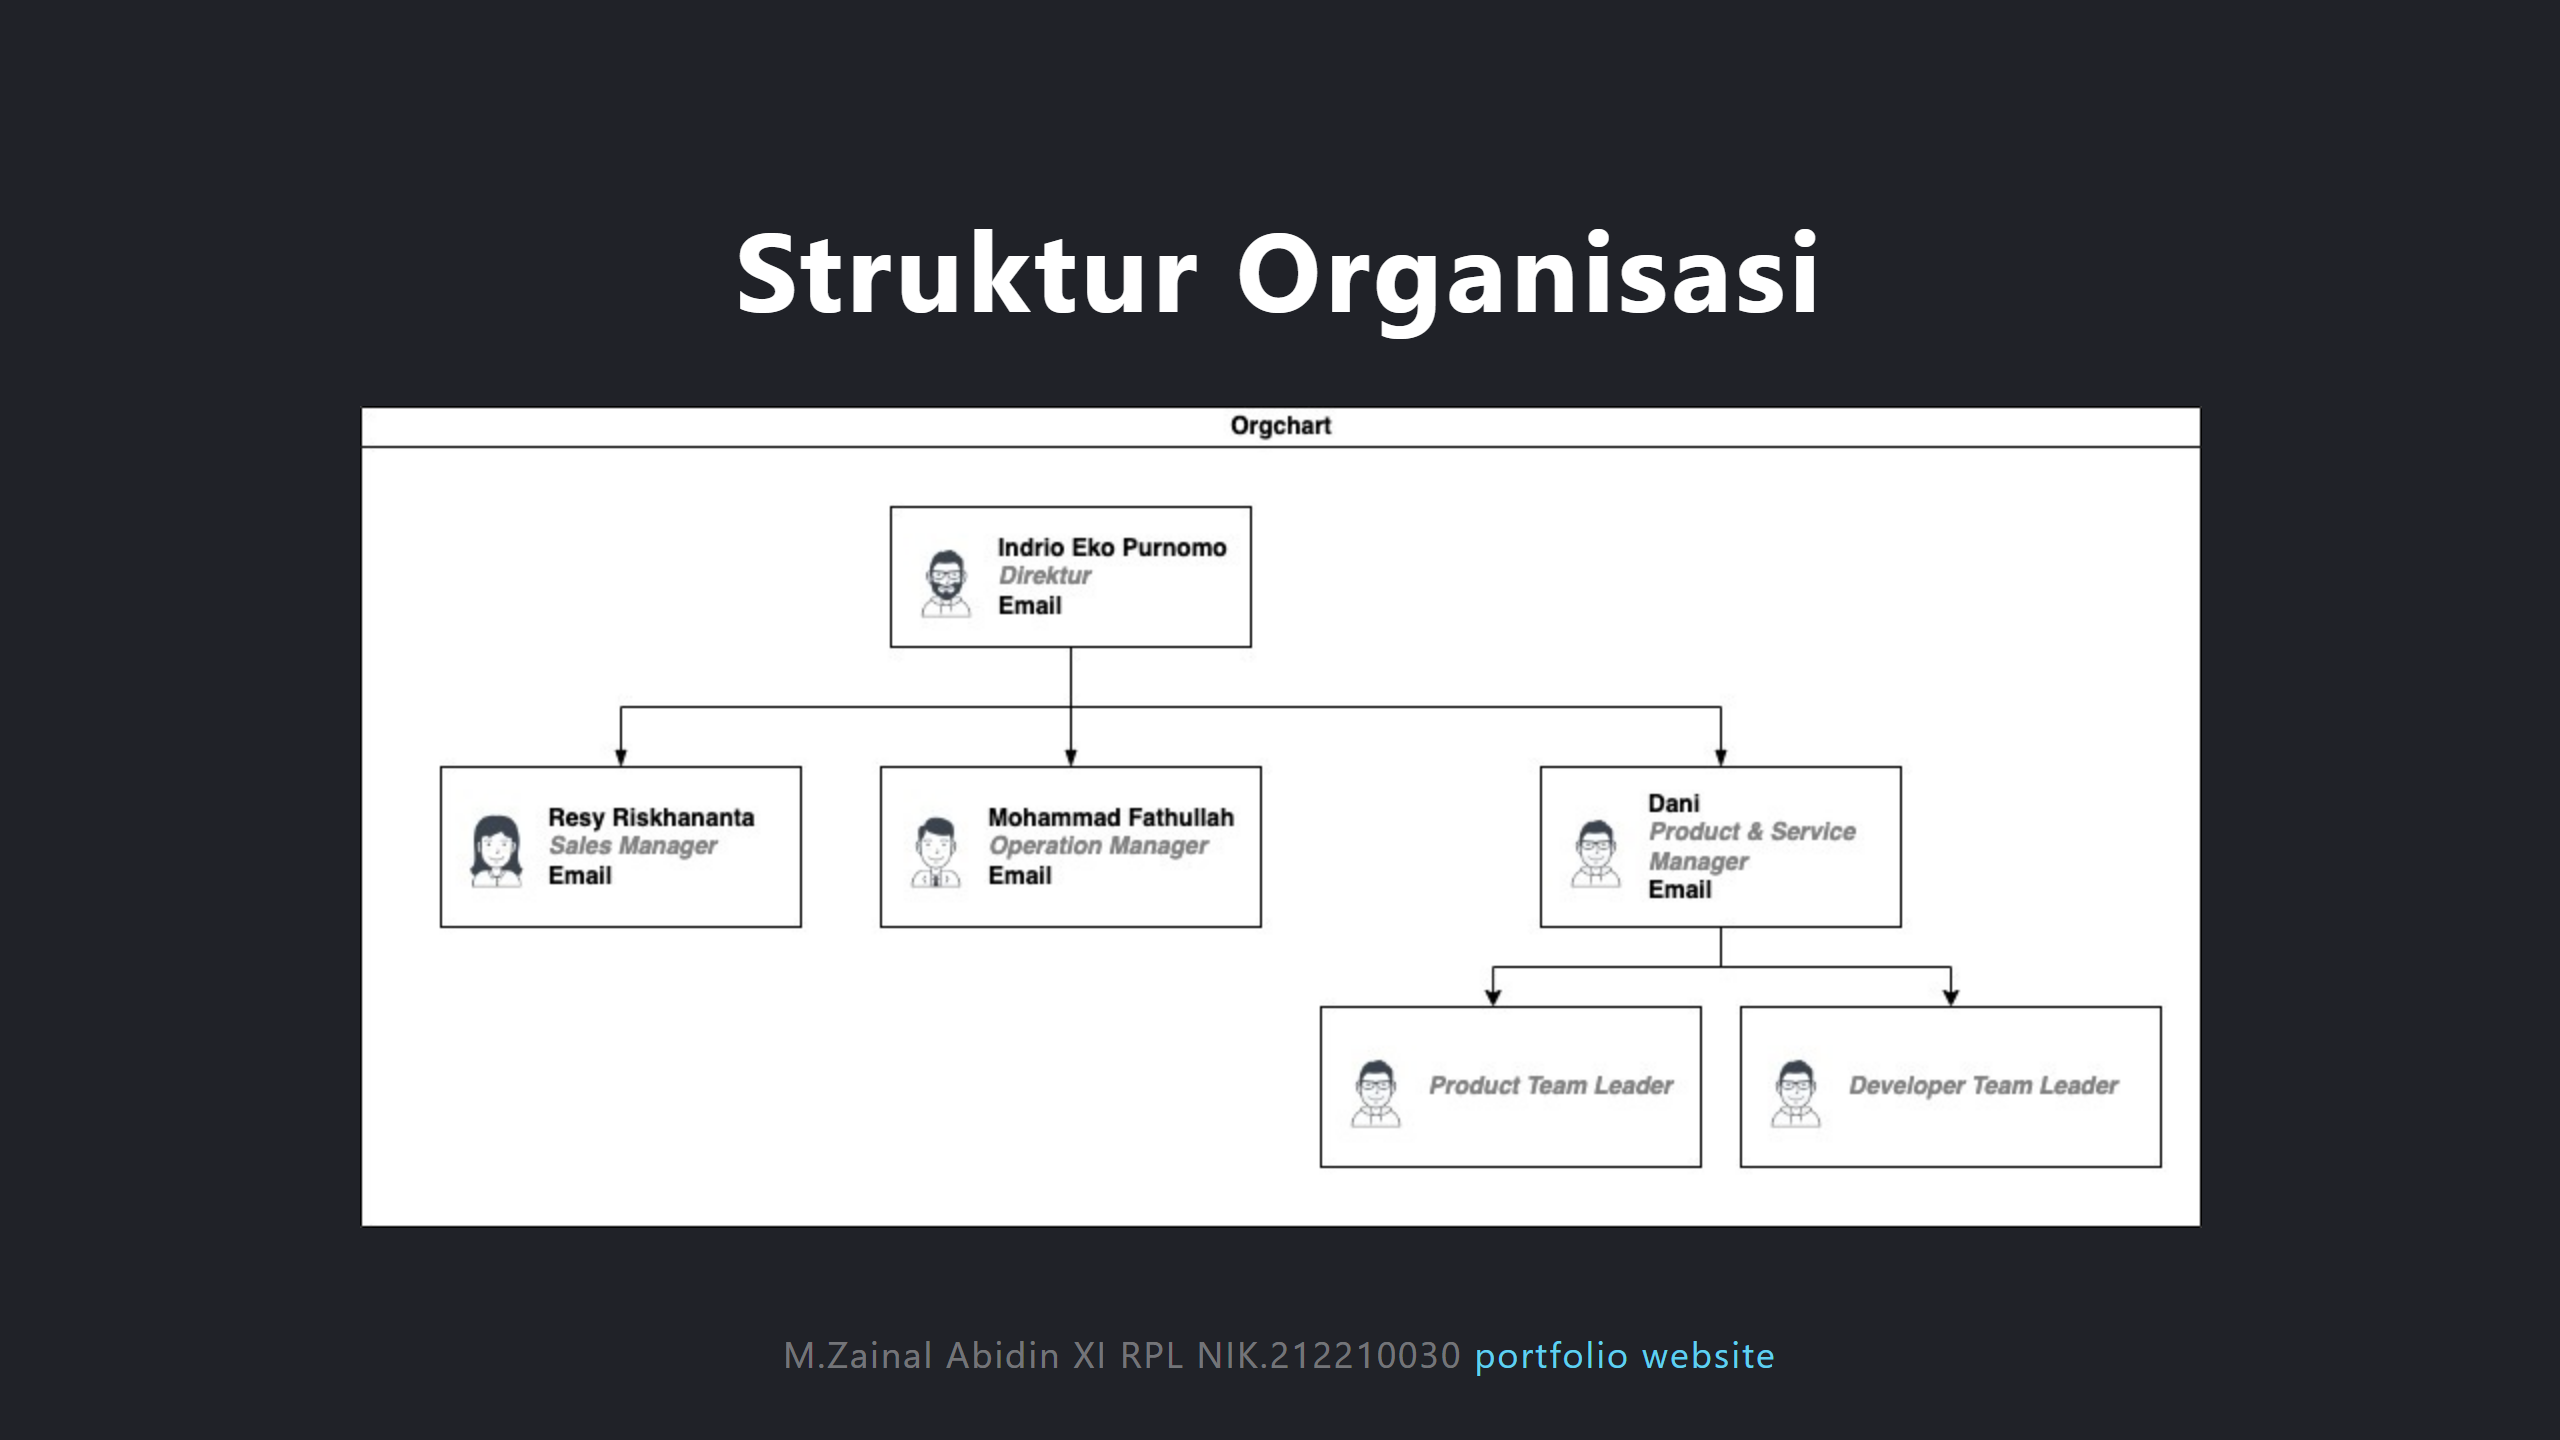 Struktur Organisasi
Orgchart
Indrio Eko Purnomo
Direktur
Email
Resy Riskhananta
Sales Manager
Email
Mohammad Fathullah
Operation Manager
Email
Dani
Product & Service
Manager
Email
Product Team Leader
Developer Team Leader
M.Zainal Abidin XI RPL NIK.212210030 portfolio website